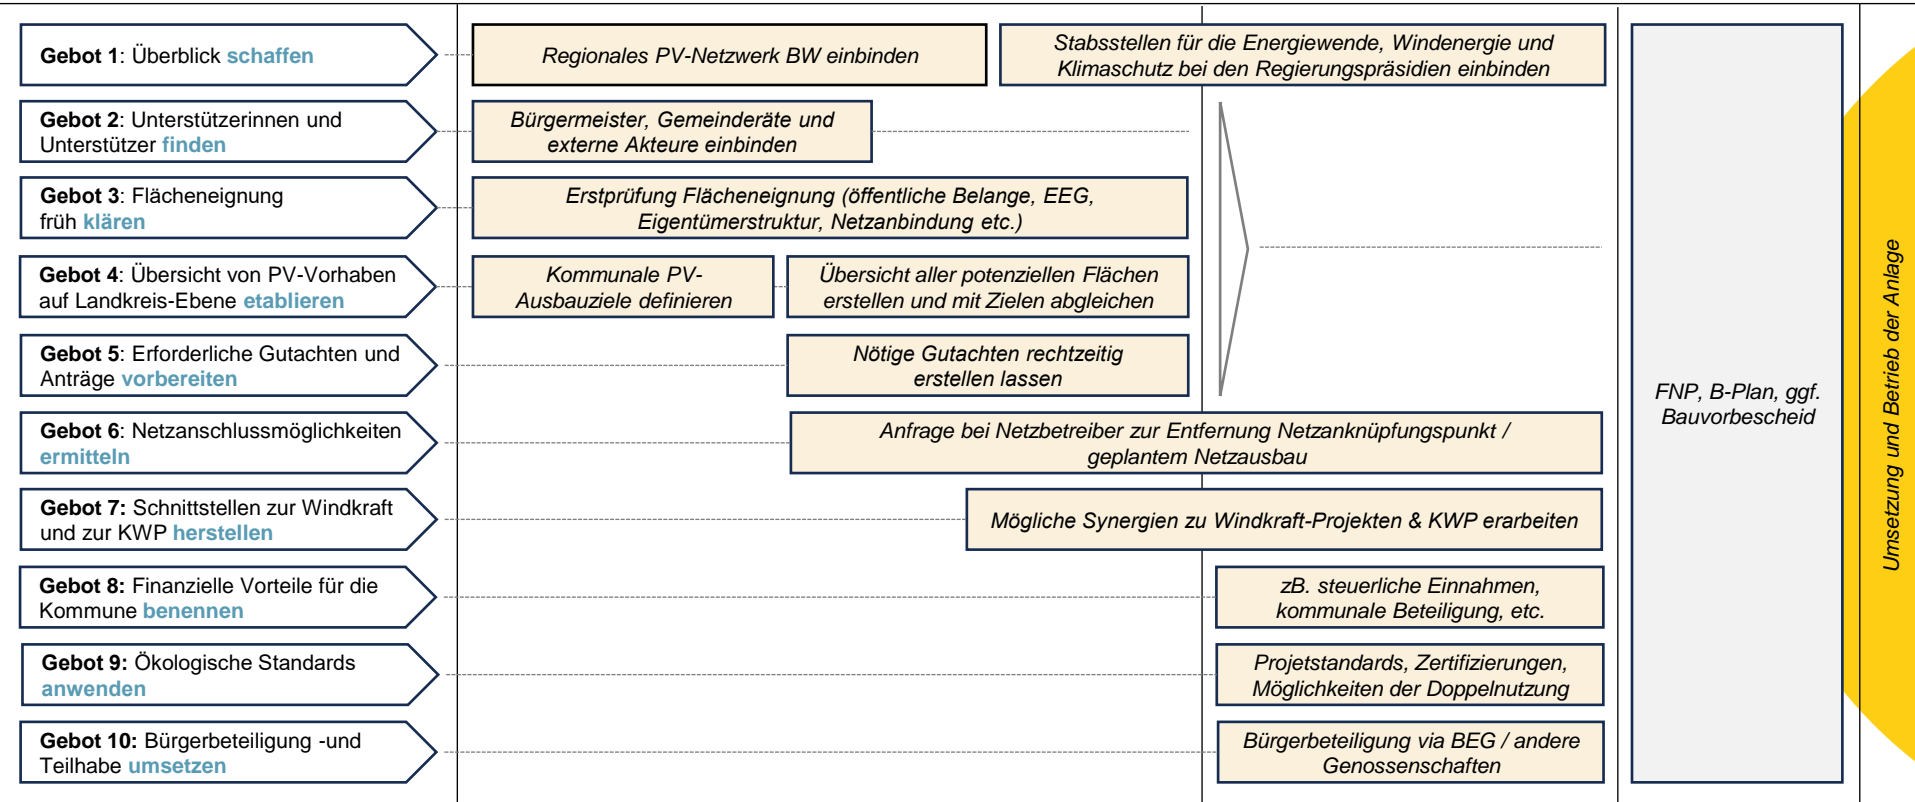 Gebot 1: Überblick schaffen
Regionales PV-Netzwerk BW einbinden
Stabsstellen für die Energiewende, Windenergie und
Klimaschutz bei den Regierungspräsidien einbinden
Gebot 2: Unterstützerinnen und
Unterstützer finden
Bürgermeister, Gemeinderäte und
externe Akteure einbinden
Gebot 3: Flächeneignung
früh klären
Erstprüfung Flächeneignung (öffentliche Belange, EEG,
Eigentümerstruktur, Netzanbindung etc.)
Gebot 4: Übersicht von PV-Vorhaben
auf Landkreis-Ebene etablieren
Kommunale PV-
Ausbauziele definieren
Übersicht aller potenziellen Flächen
erstellen und mit Zielen abgleichen
Gebot 5: Erforderliche Gutachten und
Anträge vorbereiten
Nötige Gutachten rechtzeitig
erstellen lassen
Gebot 6: Netzanschlussmöglichkeiten
ermitteln
Anfrage bei Netzbetreiber zur Entfernung Netzanknüpfungspunkt /
geplantem Netzausbau
Gebot 7: Schnittstellen zur Windkraft
und zur KWP herstellen
Mögliche Synergien zu Windkraft-Projekten & KWP erarbeiten
Gebot 8: Finanzielle Vorteile für die
Kommune benennen
zB. steuerliche Einnahmen,
kommunale Beteiligung, etc.
Gebot 9: Ökologische Standards
anwenden
Projetstandards, Zertifizierungen,
Möglichkeiten der Doppelnutzung
Gebot 10: Bürgerbeteiligung -und
Teilhabe umsetzen
Bürgerbeteiligung via BEG / andere
Genossenschaften
FNP, B-Plan, ggf.
Bauvorbescheid
Umsetzung und Betrieb der Anlage